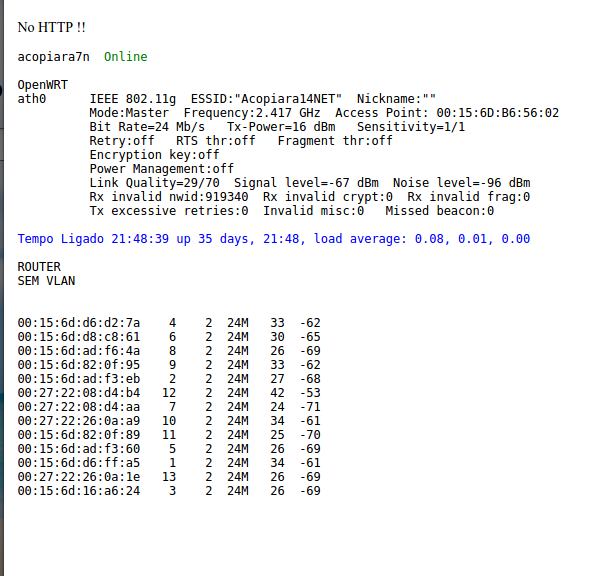 No HTTP !!
acopiara7n  Online
OpenWRT
ath0      IEEE 802.11g  ESSID:"Acopiara14NET"  Nickname:""
          Mode:Master  Frequency:2.417 GHz  Access Point: 00:15:6D:B6:56:02
          Bit Rate=24 Mb/s   Tx-Power=16 dBm   Sensitivity=1/1
          Retry:off   RTS thr:off   Fragment thr:off
          Encryption key:off
          Power Management:off
          Link Quality=29/70  Signal level=-67 dBm  Noise level=-96 dBm
          Rx invalid nwid:919340  Rx invalid crypt:0  Rx invalid frag:0
          Tx excessive retries:0  Invalid misc:0   Missed beacon:0
Tempo Ligado 21:48:39 up 35 days, 21:48, load average: 0.08, 0.01, 0.00
ROUTER
SEM VLAN
00:15:6d:d6:d2:7a    4    2  24M   33  -62
00:15:6d:d8:c8:61    6    2  24M   30  -65
00:15:6d:ad:f6:4a    8    2  24M   26  -69
00:15:6d:82:0f:95    9    2  24M   33  -62
00:15:6d:ad:f3:eb    2    2  24M   27  -68
00:27:22:08:d4:b4   12    2  24M   42  -53
00:27:22:08:d4:aa    7    2  24M   24  -71
00:27:22:26:0a:a9   10    2  24M   34  -61
00:15:6d:82:0f:89   11    2  24M   25  -70
00:15:6d:ad:f3:60    5    2  24M   26  -69
00:15:6d:d6:ff:a5    1    2  24M   34  -61
00:27:22:26:0a:1e   13    2  24M   26  -69
00:15:6d:16:a6:24    3    2  24M   26  -69